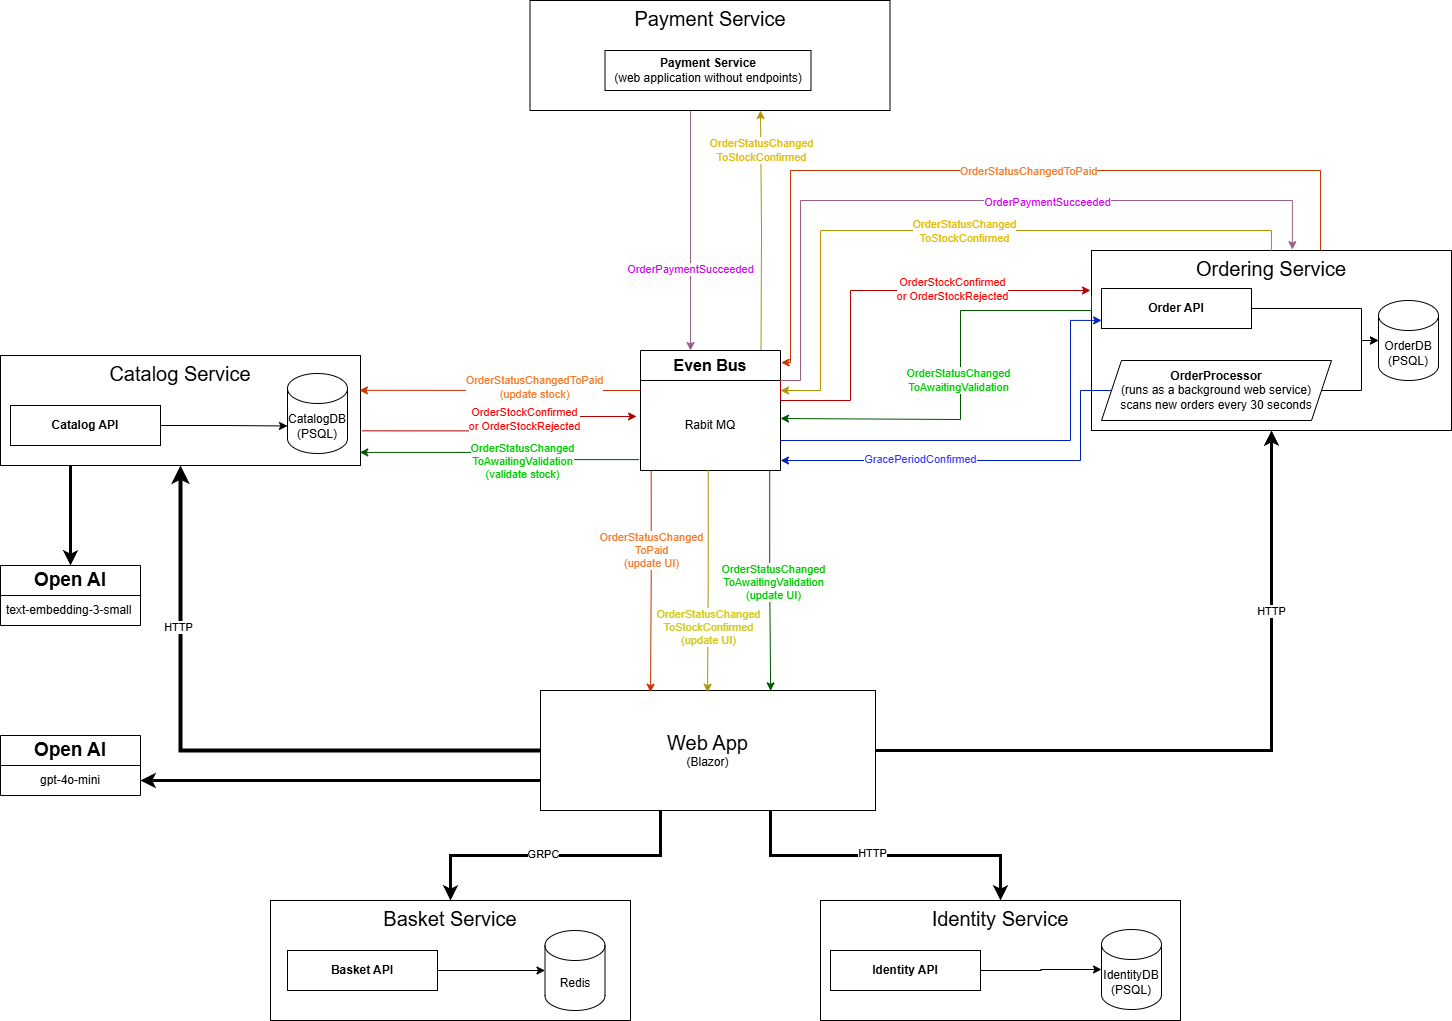 Payment Service
Payment Service
(web application without endpoints)
OrderStatusChanged
ToStockConfirmed
OrderStatusChangedToPaid
OrderPaymentSucceeded
OrderStatusChanged
ToStockConfirmed
OrderPaymentSucceeded
Ordering Service
OrderStockConfirmed
or OrderStockRejected
Order API
OrderDB
(PSQL)
Even Bus
Rabit MQ
OrderStatusChanged
ToAwaitingValidation
OrderProcessor
(runs as a background web service)
scans new orders every 30 seconds
GracePeriodConfirmed
Catalog Service
Catalog API
CatalogDB
(PSQL)
OrderStatusChangedToPaid
(update stock)
OrderStockConfirmed
or OrderStockRejected
OrderStatusChanged
ToAwaitingValidation
(validate stock)
OrderStatusChanged
ToPaid
(update UI)
OrderStatusChanged
ToAwaitingValidation
(update UI)
OrderStatusChanged
ToStockConfirmed
(update UI)
Open AI
text-embedding-3-small
HTTP
HTTP
Open AI
gpt-4o-mini
Web App
(Blazor)
GRPC
HTTP
Basket Service
Basket API
Redis
Identity Service
Identity API
IdentityDB
(PSQL)